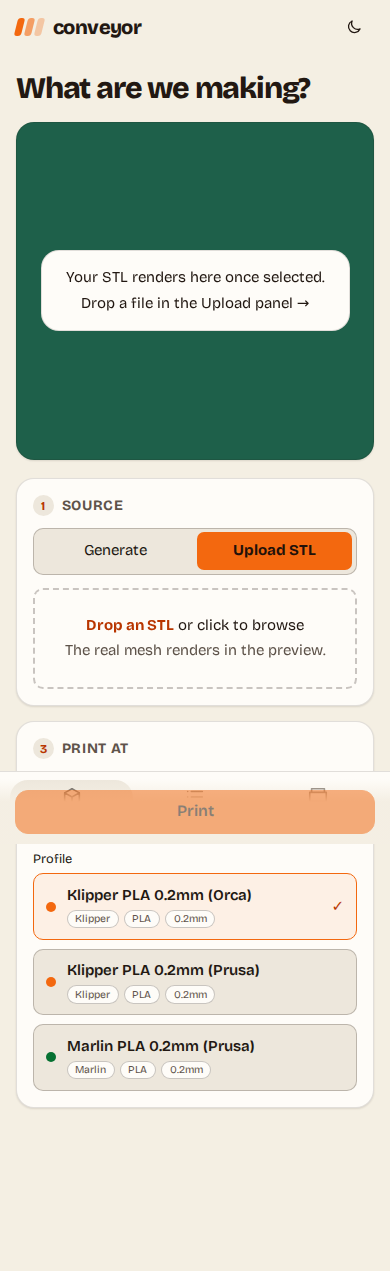 conveyor
What are we making?
Your STL renders here once selected.
Drop a file in the Upload panel →
1 SOURCE
Generate
Upload STL
Drop an STL or click to browse
The real mesh renders in the preview.
3 PRINT AT
Print
Profile
Klipper PLA 0.2mm (Orca)
Klipper PLA 0.2mm
✓
Klipper PLA 0.2mm (Prusa)
Klipper PLA 0.2mm
Marlin PLA 0.2mm (Prusa)
Marlin PLA 0.2mm